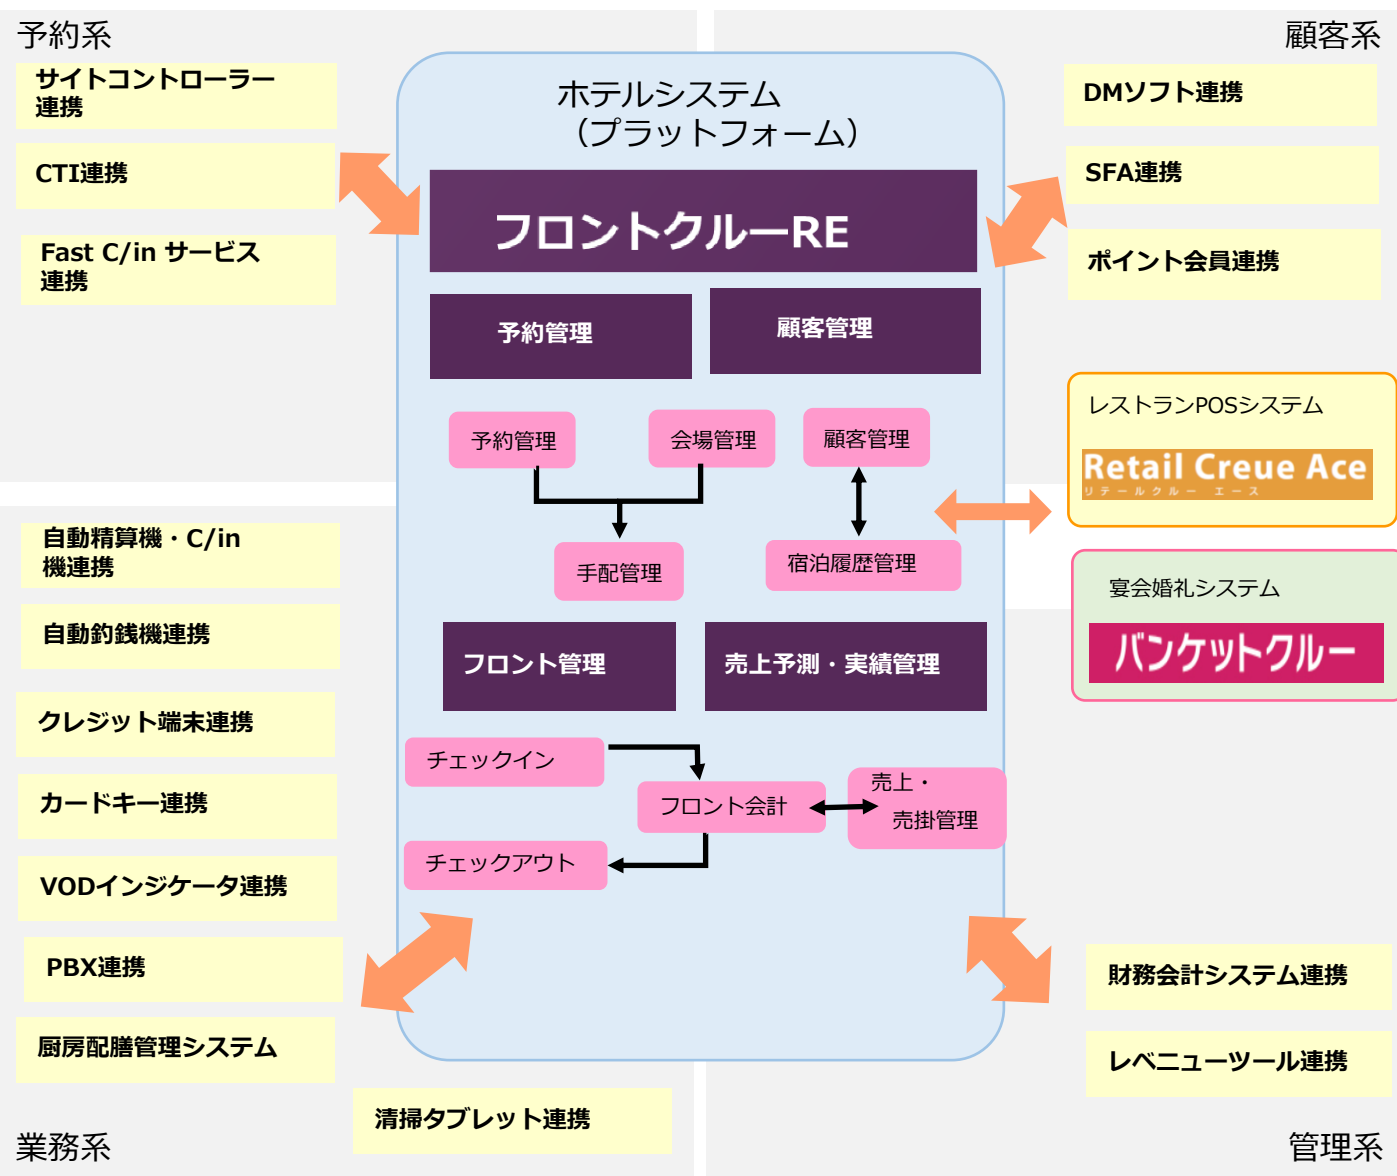 予約系
サイトコントローラー
連携
CTI連携
Fast C/in サービス
連携
顧客系
DMソフト連携
SFA連携
ポイント会員連携
ホテルシステム
(プラットフォーム)
フロントクルーRE
予約管理
顧客管理
予約管理
会場管理
顧客管理
手配管理
宿泊履歴管理
フロント管理
売上予測・実績管理
チェックイン
フロント会計
売上・
売掛管理
チェックアウト
レストランPOSシステム
Retail Creue Ace
リテールクルー エース
宴会婚礼システム
バンケットクルー
自動精算機・C/in
機連携
自動釣銭機連携
クレジット端末連携
カードキー連携
VODインジケータ連携
PBX連携
厨房配膳管理システム
清掃タブレット連携
業務系
財務会計システム連携
レベニューツール連携
管理系